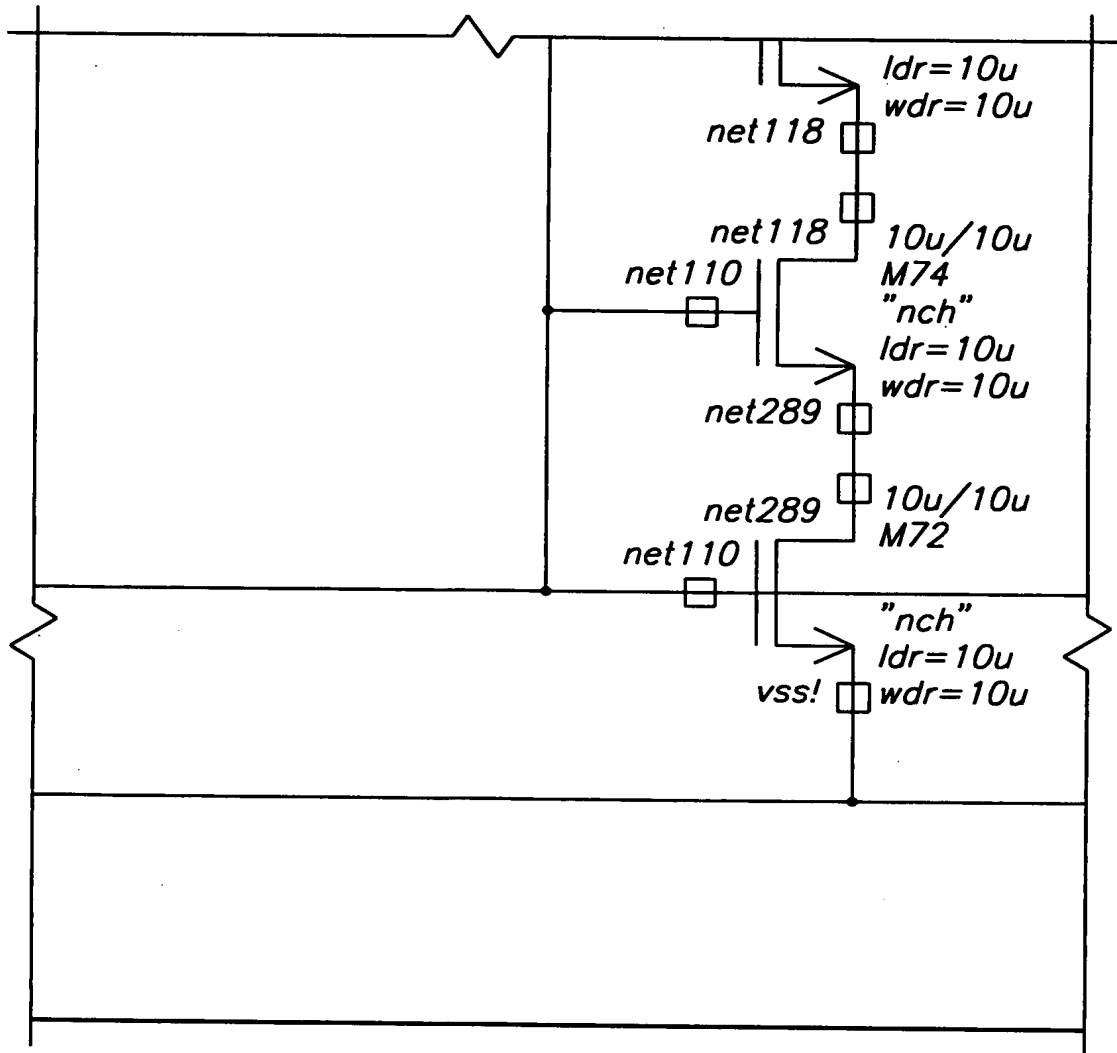 ldr=10u
wdr=10u
net118
net118
10u/10u
M74
net110
"nch"
ldr=10u
wdr=10u
net289
net289
10u/10u
M72
net110
"nch"
ldr=10u
vss!
wdr=10u